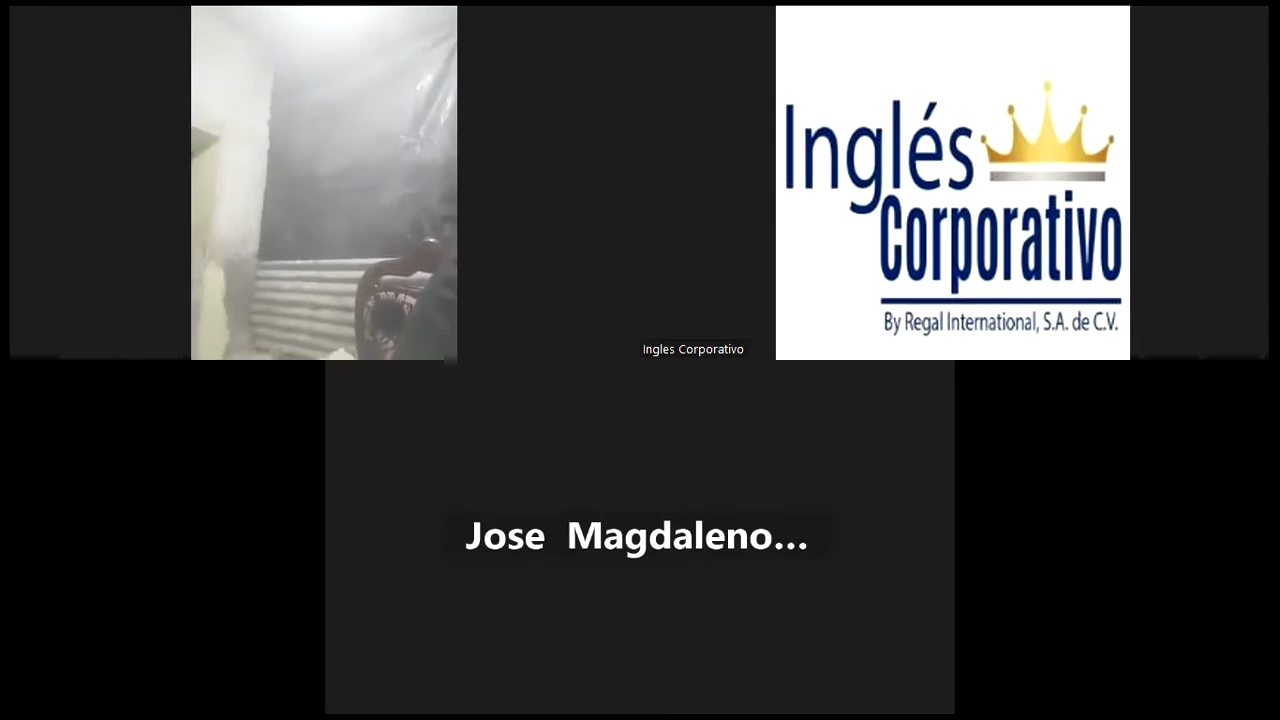 Inglés
Corporativo
By Regal International, S.A. de C.V.
Ingles Corporativo
Jose Magdaleno...